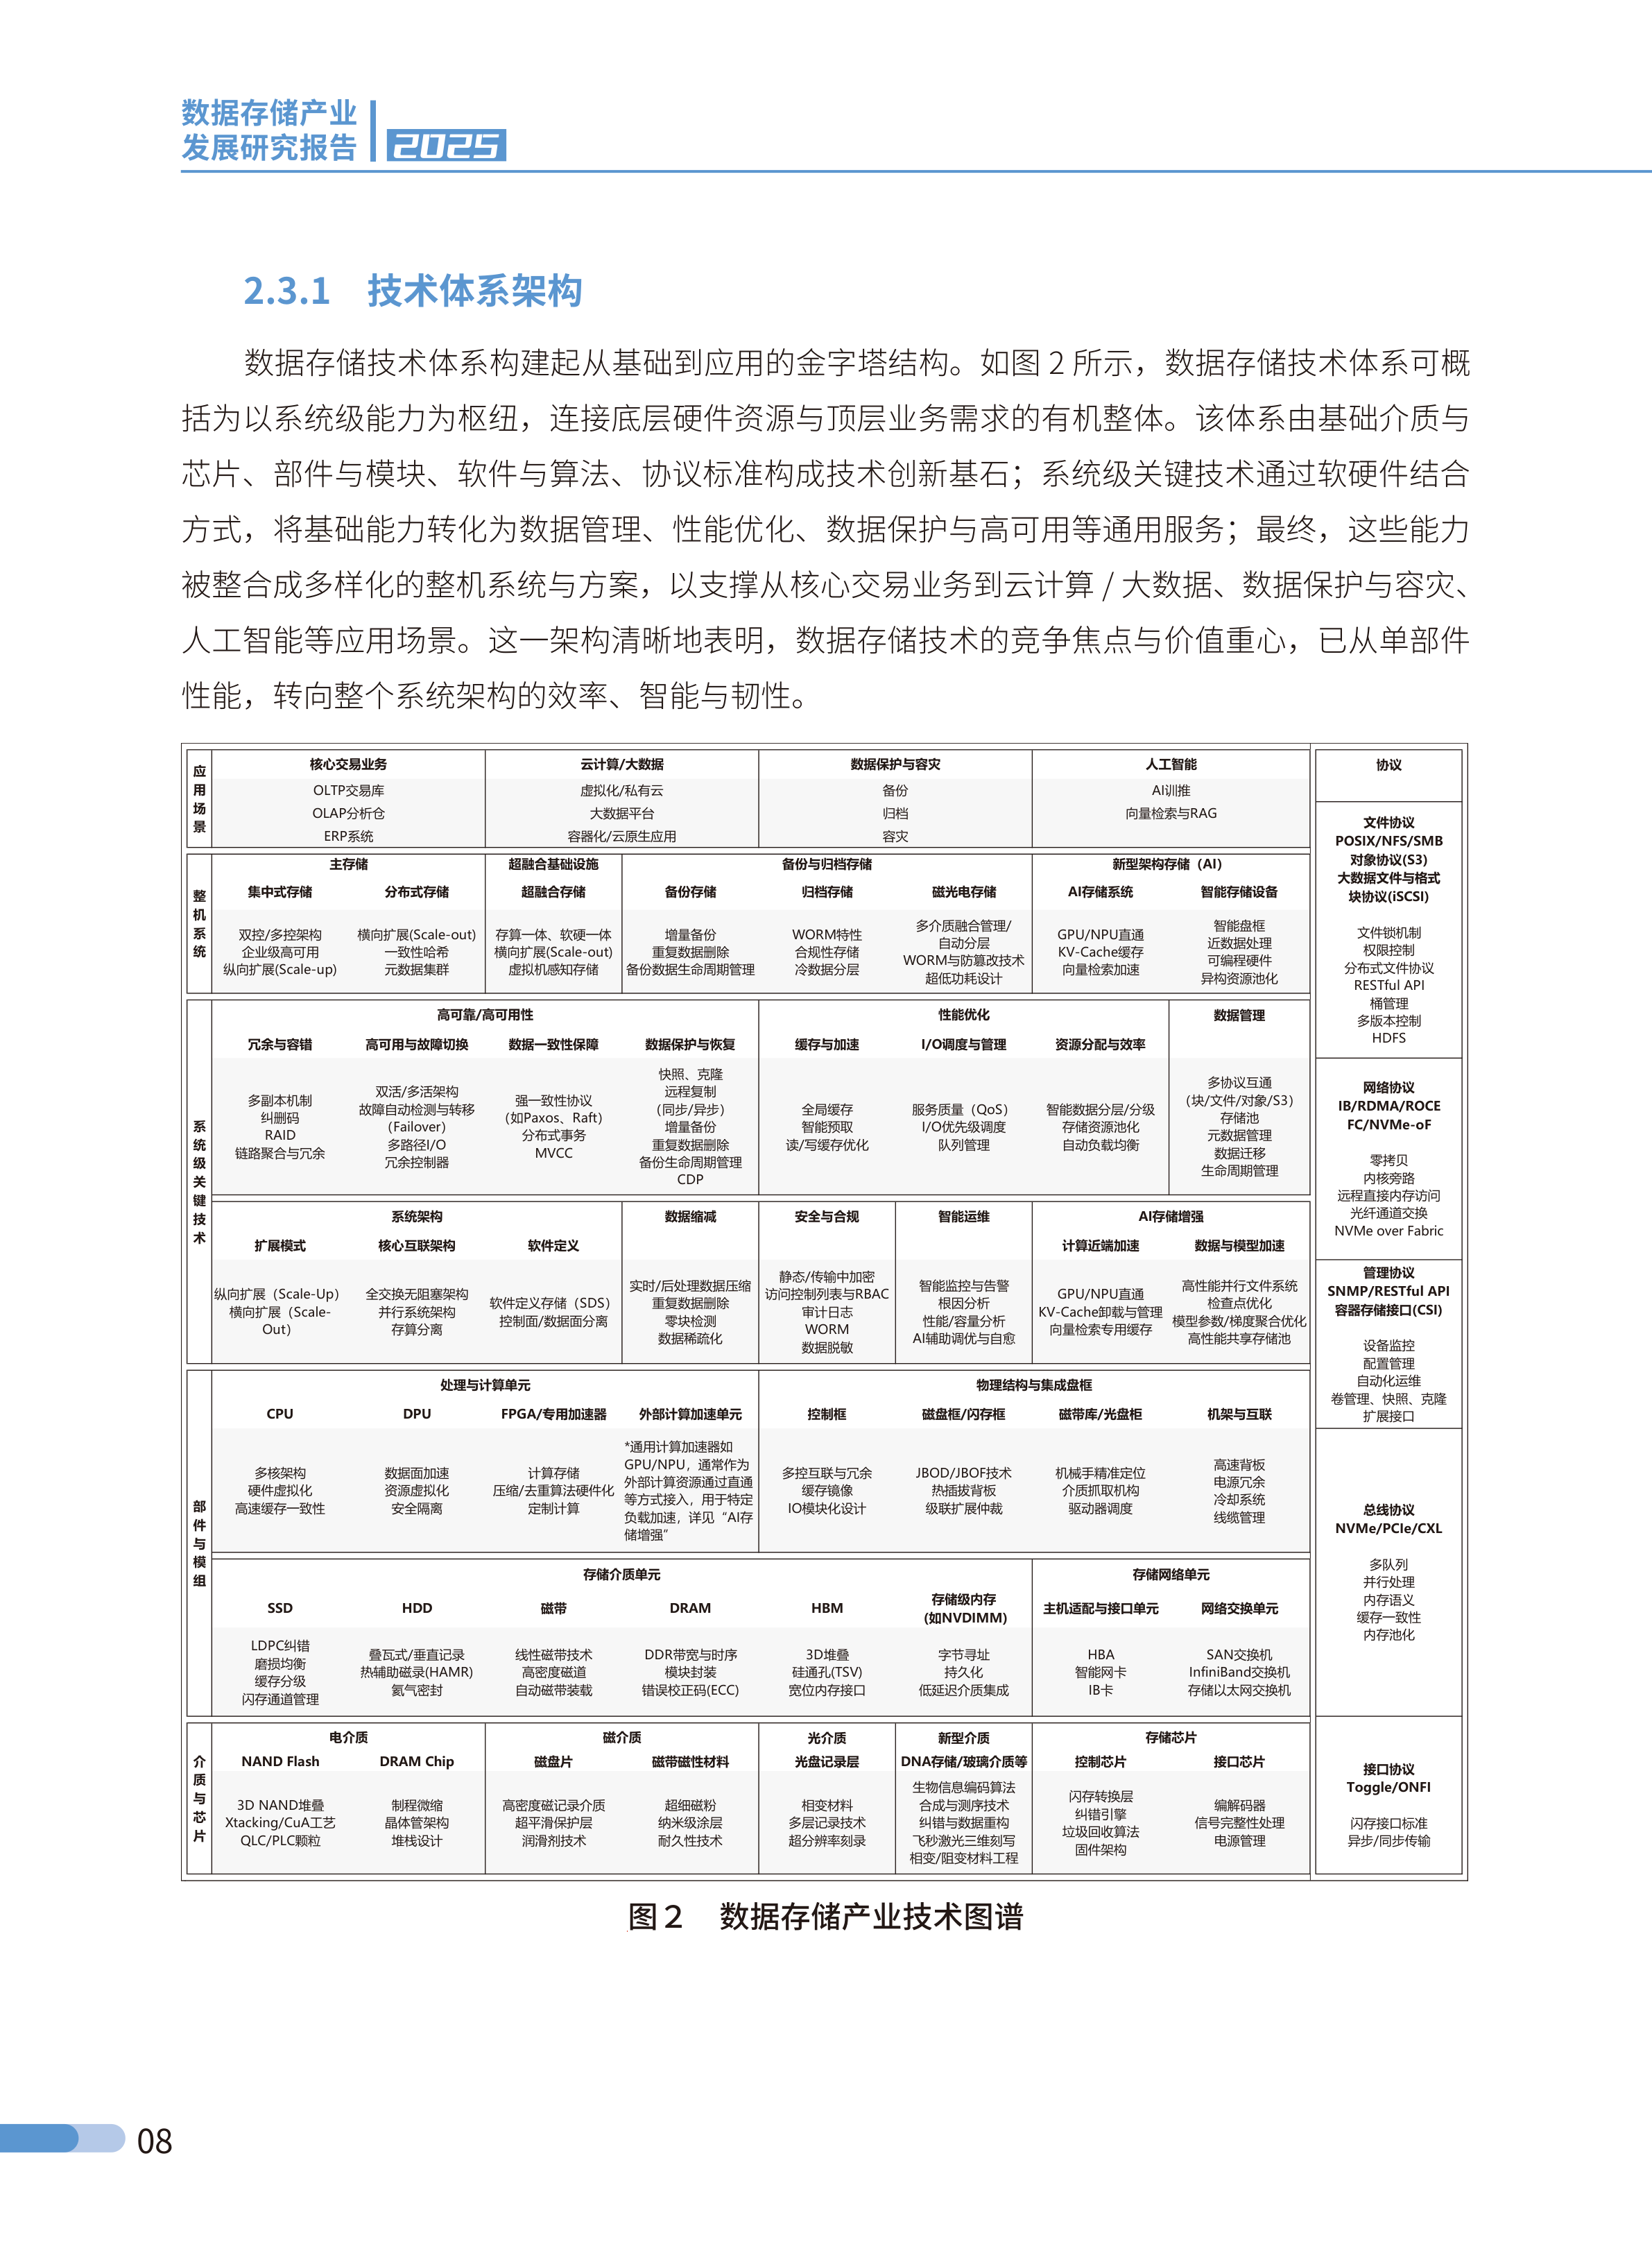 数据存储产业
发展研究报告
2025
2.3.1 技术体系架构
数据存储技术体系构建起从基础到应用的金字塔结构。如图 2 所示，数据存储技术体系可概
括为以系统级能力为枢纽，连接底层硬件资源与顶层业务需求的有机整体。该体系由基础介质与
芯片、部件与模块、软件与算法、协议标准构成技术创新基石；系统级关键技术通过软硬件结合
方式，将基础能力转化为数据管理、性能优化、数据保护与高可用等通用服务；最终，这些能力
被整合成多样化的整机系统与方案，以支撑从核心交易业务到云计算 / 大数据、数据保护与容灾、
人工智能等应用场景。这一架构清晰地表明，数据存储技术的竞争焦点与价值重心，已从单部件
性能，转向整个系统架构的效率、智能与韧性。
应用场景
核心交易业务
OLTP交易库
OLAP分析仓
ERP系统
云计算/大数据
虚拟化/私有云
大数据平台
容器化/云原生应用
数据保护与容灾
备份
归档
容灾
人工智能
AI训推
向量检索与RAG
整机系统
主存储
集中式存储
双控/多控架构
企业级高可用
纵向扩展(Scale-up)
分布式存储
横向扩展(Scale-out)
一致性哈希
元数据集群
超融合基础设施
超融合存储
存算一体、软硬一体
横向扩展(Scale-out)
虚拟机感知存储
备份与归档存储
备份存储
增量备份
重复数据删除
备份数据生命周期管理
归档存储
WORM特性
合规性存储
冷数据分层
磁光电存储
多介质融合管理/
自动分层
WORM与防篡改技术
超低功耗设计
新型架构存储（AI）
AI存储系统
GPU/NPU直通
KV-Cache缓存
向量检索加速
智能存储设备
智能盘框
近数据处理
可编程硬件
异构资源池化
系统级关键技术
高可靠/高可用性
冗余与容错
多副本机制
纠删码
RAID
链路聚合与冗余
高可用与故障切换
双活/多活架构
故障自动检测与转移
（Failover）
多路径I/O
冗余控制器
数据一致性保障
强一致性协议
（如Paxos、Raft）
分布式事务
MVCC
数据保护与恢复
快照、克隆
远程复制
（同步/异步）
增量备份
重复数据删除
备份生命周期管理
CDP
性能优化
缓存与加速
全局缓存
智能预取
读/写缓存优化
I/O调度与管理
服务质量（QoS）
I/O优先级调度
队列管理
资源分配与效率
智能数据分层/分级
存储资源池化
自动负载均衡
数据管理
多协议互通
（块/文件/对象/S3）
存储池
元数据管理
数据迁移
生命周期管理
系统架构
扩展模式
纵向扩展（Scale-Up）
横向扩展（Scale-
Out）
核心互联架构
全交换无阻塞架构
并行系统架构
存算分离
软件定义
软件定义存储（SDS）
控制面/数据面分离
数据缩减
实时/后处理数据压缩
重复数据删除
零块检测
数据稀疏化
安全与合规
静态/传输中加密
访问控制列表与RBAC
审计日志
WORM
数据脱敏
智能运维
智能监控与告警
根因分析
性能/容量分析
AI辅助调优与自愈
AI存储增强
计算近端加速
GPU/NPU直通
KV-Cache卸载与管理
向量检索专用缓存
数据与模型加速
高性能并行文件系统
检查点优化
模型参数/梯度聚合优化
高性能共享存储池
部件与模组
处理与计算单元
CPU
多核架构
硬件虚拟化
高速缓存一致性
DPU
数据面加速
资源虚拟化
安全隔离
FPGA/专用加速器
计算存储
压缩/去重算法硬件化
定制计算
外部计算加速单元
*通用计算加速器如
GPU/NPU，通常作为
外部计算资源通过直通
等方式接入，用于特定
负载加速，详见“AI存
储增强”
物理结构与集成盘框
控制框
多控互联与冗余
缓存镜像
IO模块化设计
磁盘框/闪存框
JBOD/JBOF技术
热插拔背板
级联扩展仲裁
磁带库/光盘柜
机械手精准定位
介质抓取机构
驱动器调度
机架与互联
高速背板
电源冗余
冷却系统
线缆管理
存储介质单元
SSD
LDPC纠错
磨损均衡
缓存分级
闪存通道管理
HDD
叠瓦式/垂直记录
热辅助磁录(HAMR)
氦气密封
磁带
线性磁带技术
高密度磁道
自动磁带装载
DRAM
DDR带宽与时序
模块封装
错误校正码(ECC)
HBM
3D堆叠
硅通孔(TSV)
宽位内存接口
存储级内存
(如NVDIMM)
字节寻址
持久化
低延迟介质集成
存储网络单元
主机适配与接口单元
HBA
智能网卡
IB卡
网络交换单元
SAN交换机
InfiniBand交换机
存储以太网交换机
介质与芯片
电介质
NAND Flash
3D NAND堆叠
Xtacking/CuA工艺
QLC/PLC颗粒
DRAM Chip
制程微缩
晶体管架构
堆栈设计
磁介质
磁盘片
高密度磁记录介质
超平滑保护层
润滑剂技术
磁带磁性材料
超细磁粉
纳米级涂层
耐久性技术
光介质
光盘记录层
相变材料
多层记录技术
超分辨率刻录
新型介质
DNA存储/玻璃介质等
生物信息编码算法
合成与测序技术
纠错与数据重构
飞秒激光三维刻写
相变/阻变材料工程
存储芯片
控制芯片
闪存转换层
纠错引擎
垃圾回收算法
固件架构
接口芯片
编解码器
信号完整性处理
电源管理
协议
文件协议
POSIX/NFS/SMB
对象协议(S3)
大数据文件与格式
块协议(iSCSI)
文件锁机制
权限控制
分布式文件协议
RESTful API
桶管理
多版本控制
HDFS
网络协议
IB/RDMA/ROCE
FC/NVMe-oF
零拷贝
内核旁路
远程直接内存访问
光纤通道交换
NVMe over Fabric
管理协议
SNMP/RESTful API
容器存储接口(CSI)
设备监控
配置管理
自动化运维
卷管理、快照、克隆
扩展接口
总线协议
NVMe/PCIe/CXL
多队列
并行处理
内存语义
缓存一致性
内存池化
接口协议
Toggle/ONFI
闪存接口标准
异步/同步传输
图 2 数据存储产业技术图谱
08